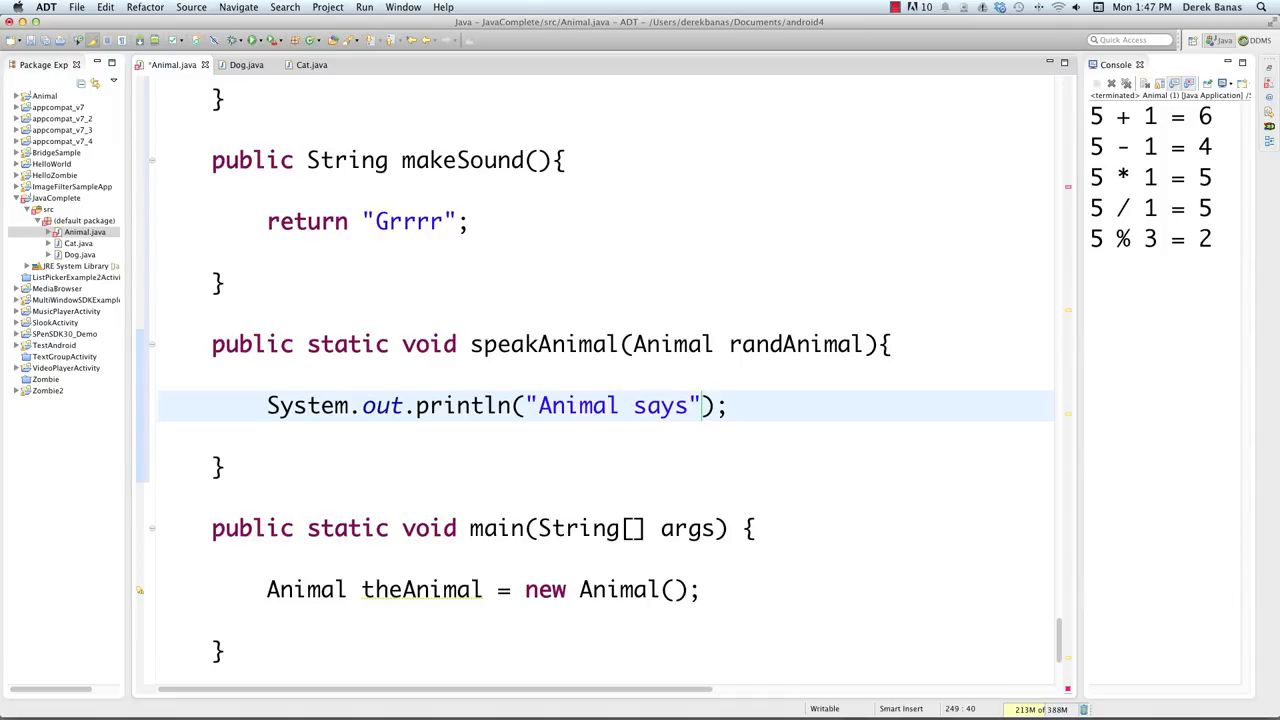 ADT File Edit Refactor Source Navigate Search Project Run Window Help
10 Mon 1:47 PM Derek Banas
Java - JavaComplete/src/Animal.java - ADT - /Users/derekbanas/Documents/android4
Quick Access Java DDMS
Package Exp
*Animal.java Dog.java Cat.java
Console
<terminated> Animal (1) [Java Application] /S
Animal
appcompat_v7
appcompat_v7_2
appcompat_v7_3
appcompat_v7_4
BridgeSample
HelloWorld
HelloZombie
ImageFilterSampleApp
JavaComplete
src
(default package)
Animal.java
Cat.java
Dog.java
JRE System Library [Ja
ListPickerExample2Activi
MediaBrowser
MultiWindowSDKExample
MusicPlayerActivity
SlookActivity
SPenSDK30_Demo
TestAndroid
TextGroupActivity
VideoPlayerActivity
Zombie
Zombie2
}
public String makeSound(){
return "Grrrr";
}
public static void speakAnimal(Animal randAnimal){
System.out.println("Animal says");
}
public static void main(String[] args) {
Animal theAnimal = new Animal();
}
5 + 1 = 6
5 - 1 = 4
5 * 1 = 5
5 / 1 = 5
5 % 3 = 2
Writable Smart Insert 249 : 40 213M of 388M